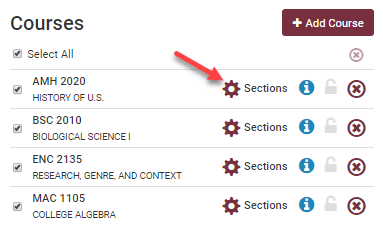 Courses
+ Add Course
Select All
AMH 2020
HISTORY OF U.S.
Sections
BSC 2010
BIOLOGICAL SCIENCE I
Sections
ENC 2135
RESEARCH, GENRE, AND CONTEXT
Sections
MAC 1105
COLLEGE ALGEBRA
Sections